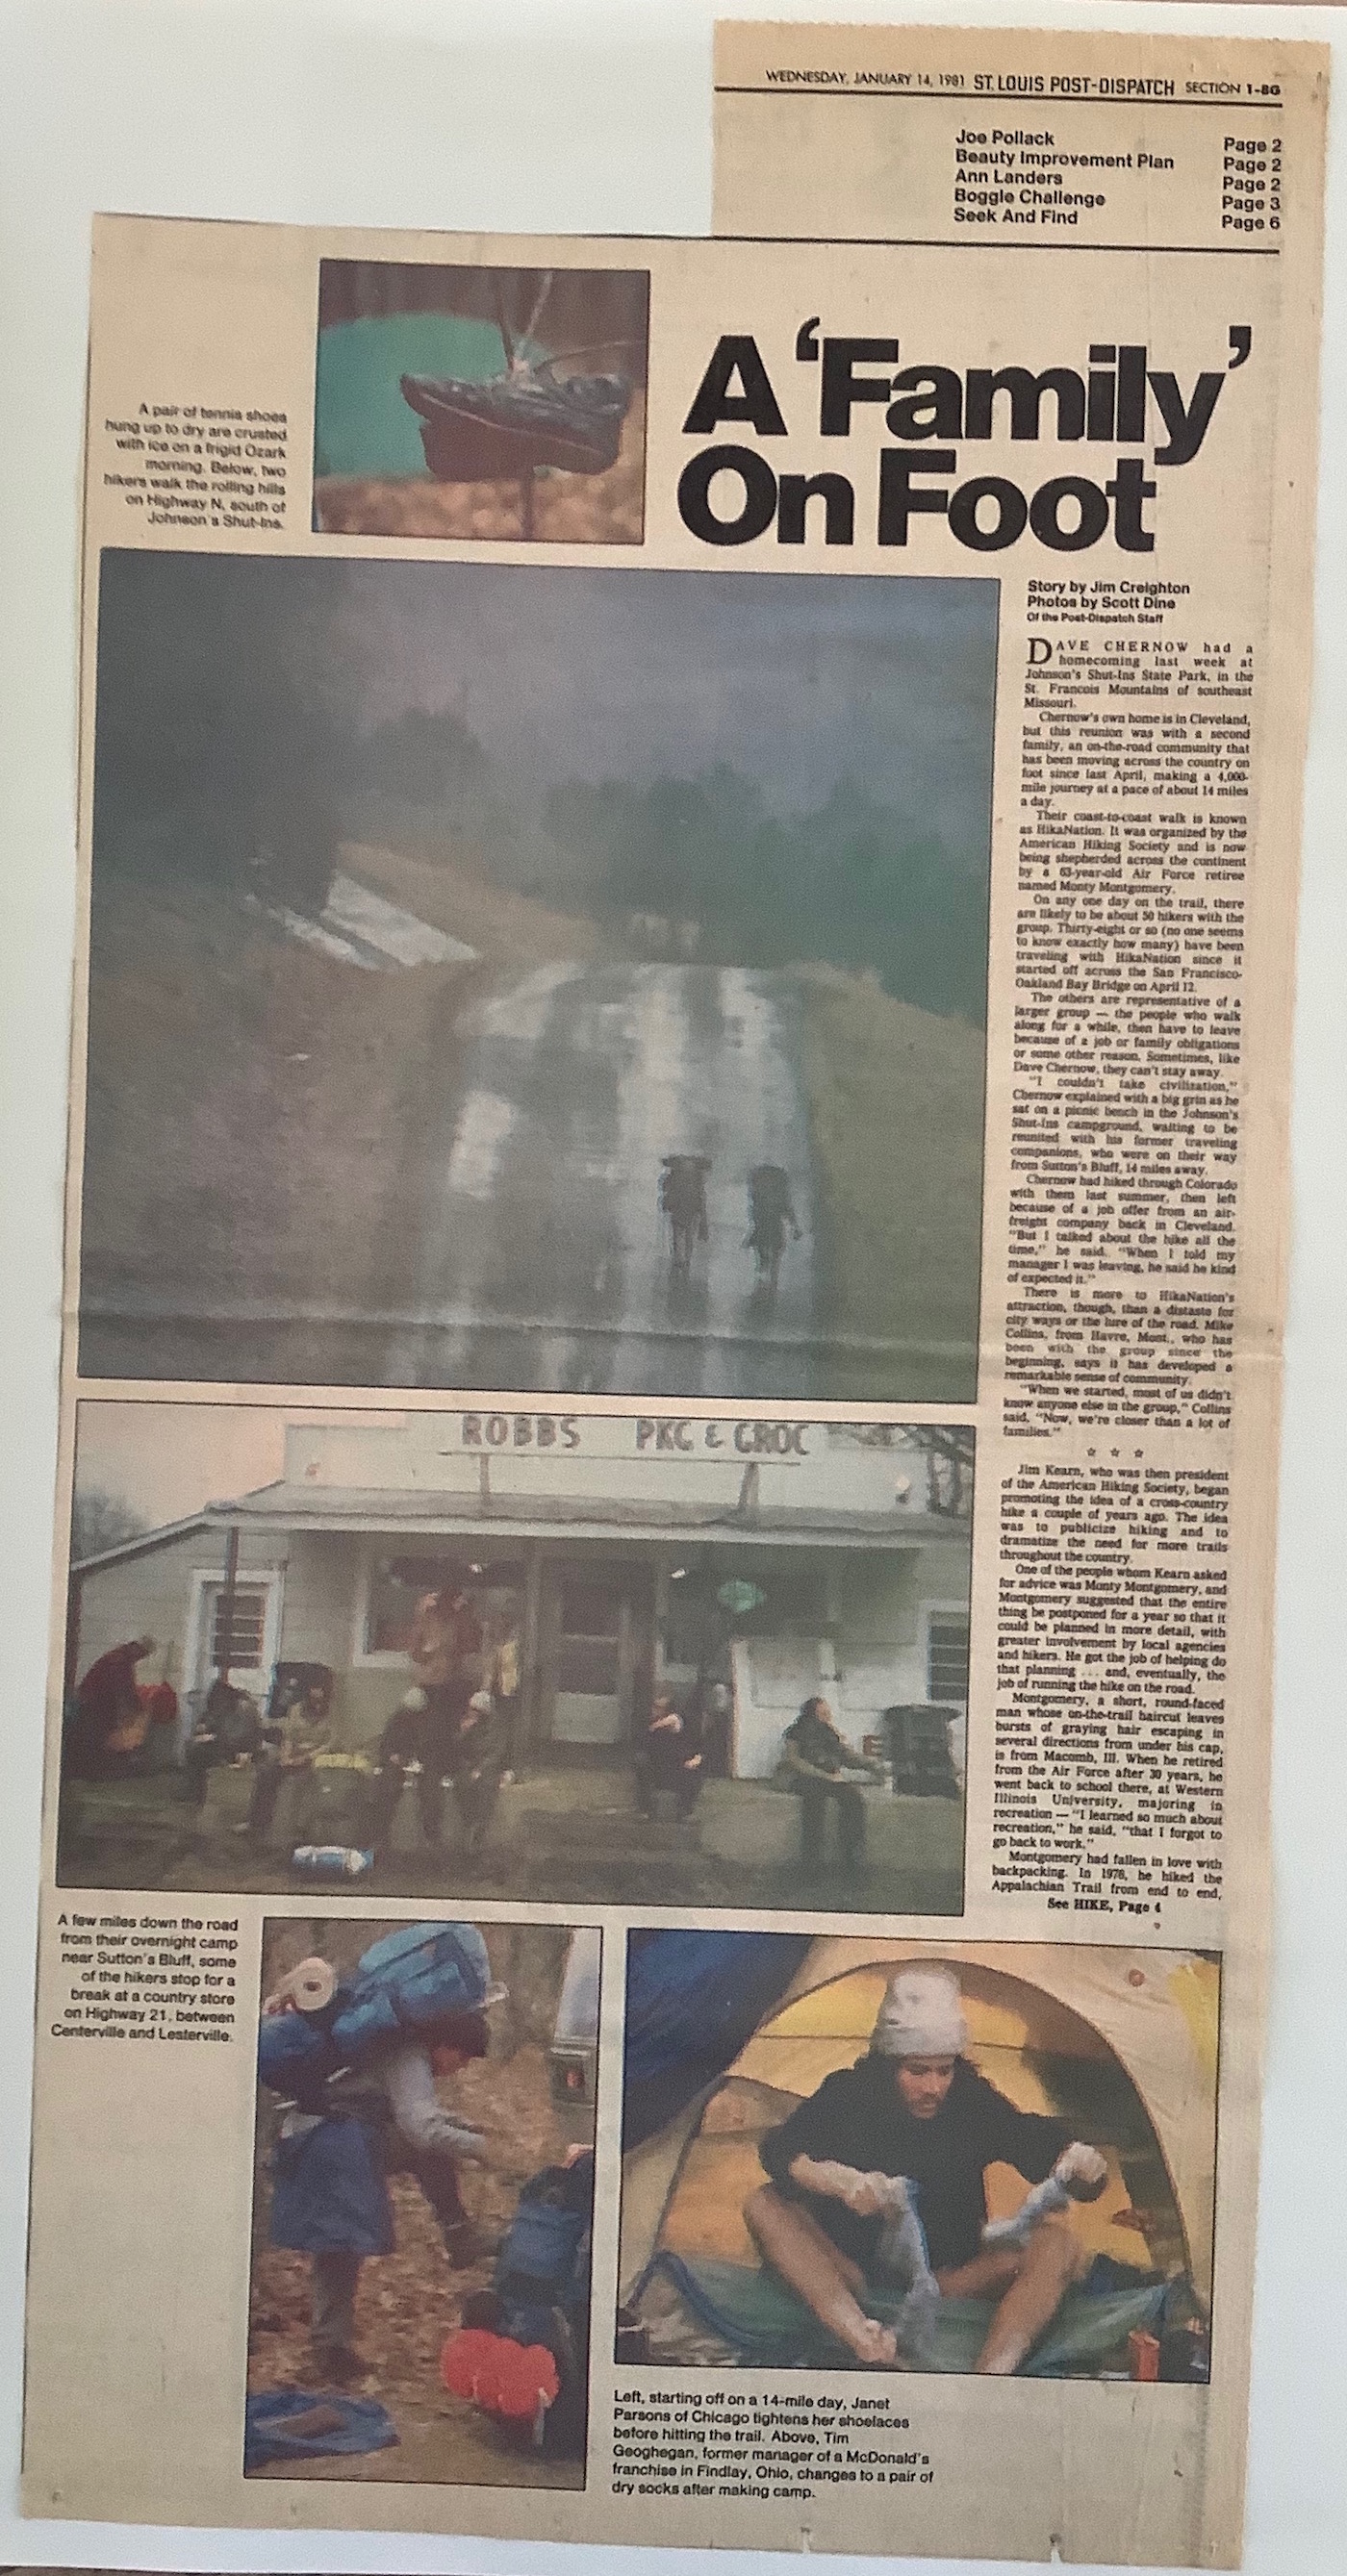 WEDNESDAY, JANUARY 14, 1981 ST. LOUIS POST-DISPATCH SECTION 1-8G
Joe Pollack Page 2
Beauty Improvement Plan Page 2
Ann Landers Page 2
Boggle Challenge Page 3
Seek And Find Page 6
A pair of tennis shoes
hung up to dry are crusted
with ice on a frigid Ozark
morning. Below, two
hikers walk the rolling hills
on Highway N, south of
Johnson's Shut-Ins.
A 'Family'
On Foot
Story by Jim Creighton
Photos by Scott Dine
Of the Post-Dispatch Staff
DAVE CHERNOW had a
homecoming last week at
Johnson's Shut-Ins State Park, in the
St. Francois Mountains of southeast
Missouri.
Chernow's own home is in Cleveland,
but this reunion was with a second
family, an on-the-road community that
has been moving across the country on
foot since last April, making a 4,000-
mile journey at a pace of about 14 miles
a day.
Their coast-to-coast walk is known
as HikaNation. It was organized by the
American Hiking Society and is now
being shepherded across the continent
by a 63-year-old Air Force retiree
named Monty Montgomery.
On any one day on the trail, there
are likely to be about 50 hikers with the
group. Thirty-eight or so (no one seems
to know exactly how many) have been
traveling with HikaNation since it
started off across the San Francisco-
Oakland Bay Bridge on April 12.
The others are representative of a
larger group — the people who walk
along for a while, then have to leave
because of a job or family obligations
or some other reason. Sometimes, like
Dave Chernow, they can't stay away.
"I couldn't take civilization,"
Chernow explained with a big grin as he
sat on a picnic bench in the Johnson's
Shut-Ins campground, waiting to be
reunited with his former traveling
companions, who were on their way
from Sutton's Bluff, 14 miles away.
Chernow had hiked through Colorado
with them last summer, then left
because of a job offer from an air-
freight company back in Cleveland.
"But I talked about the hike all the
time," he said. "When I told my
manager I was leaving, he said he kind
of expected it."
There is more to HikaNation's
attraction, though, than a distaste for
city ways or the lure of the road. Mike
Collins, from Havre, Mont., who has
been with the group since the
beginning, says it has developed a
remarkable sense of community.
"When we started, most of us didn't
know anyone else in the group," Collins
said. "Now, we're closer than a lot of
families."
☆ ☆ ☆
Jim Kearn, who was then president
of the American Hiking Society, began
promoting the idea of a cross-country
hike a couple of years ago. The idea
was to publicize hiking and to
dramatize the need for more trails
throughout the country.
One of the people whom Kearn asked
for advice was Monty Montgomery, and
Montgomery suggested that the entire
thing be postponed for a year so that it
could be planned in more detail, with
greater involvement by local agencies
and hikers. He got the job of helping do
that planning ... and, eventually, the
job of running the hike on the road.
Montgomery, a short, round-faced
man whose on-the-trail haircut leaves
bursts of graying hair escaping in
several directions from under his cap,
is from Macomb, Ill. When he retired
from the Air Force after 30 years, he
went back to school there, at Western
Illinois University, majoring in
recreation — "I learned so much about
recreation," he said, "that I forgot to
go back to work."
Montgomery had fallen in love with
backpacking. In 1976, he hiked the
Appalachian Trail from end to end,
See HIKE, Page 4
ROBBS PKG & GROC
A few miles down the road
from their overnight camp
near Sutton's Bluff, some
of the hikers stop for a
break at a country store
on Highway 21, between
Centerville and Lesterville.
Left, starting off on a 14-mile day, Janet
Parsons of Chicago tightens her shoelaces
before hitting the trail. Above, Tim
Geoghegan, former manager of a McDonald's
franchise in Findlay, Ohio, changes to a pair of
dry socks after making camp.